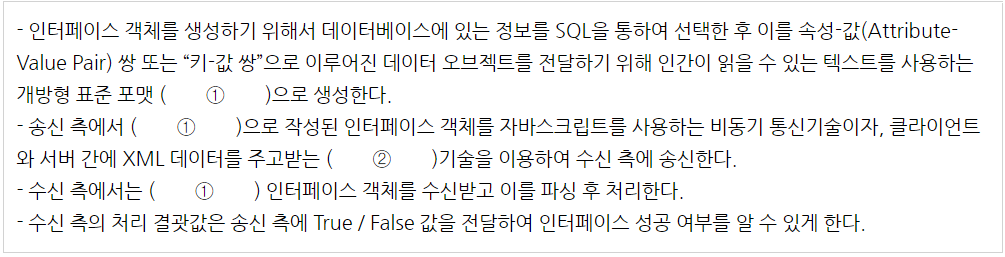 - 인터페이스 객체를 생성하기 위해서 데이터베이스에 있는 정보를 SQL을 통하여 선택한 후 이를 속성-값(Attribute-
Value Pair) 쌍 또는 “키-값 쌍”으로 이루어진 데이터 오브젝트를 전달하기 위해 인간이 읽을 수 있는 텍스트를 사용하는
개방형 표준 포맷 ( ① )으로 생성한다.
- 송신 측에서 ( ① )으로 작성된 인터페이스 객체를 자바스크립트를 사용하는 비동기 통신기술이자, 클라이언트
와 서버 간에 XML 데이터를 주고받는 ( ② )기술을 이용하여 수신 측에 송신한다.
- 수신 측에서는 ( ① ) 인터페이스 객체를 수신받고 이를 파싱 후 처리한다.
- 수신 측의 처리 결괏값은 송신 측에 True / False 값을 전달하여 인터페이스 성공 여부를 알 수 있게 한다.